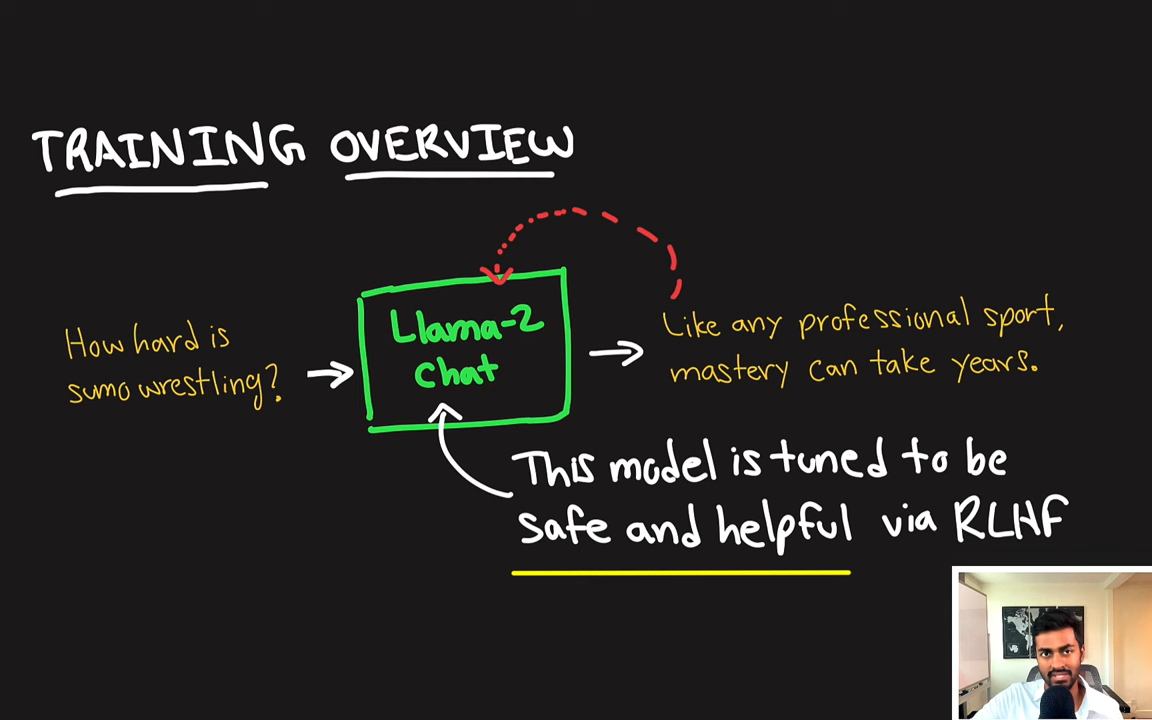 TRAINING OVERVIEW
How hard is
sumo wrestling?
Llama-2
Chat
Like any professional sport,
mastery can take years.
This model is tuned to be
safe and helpful via RLHF